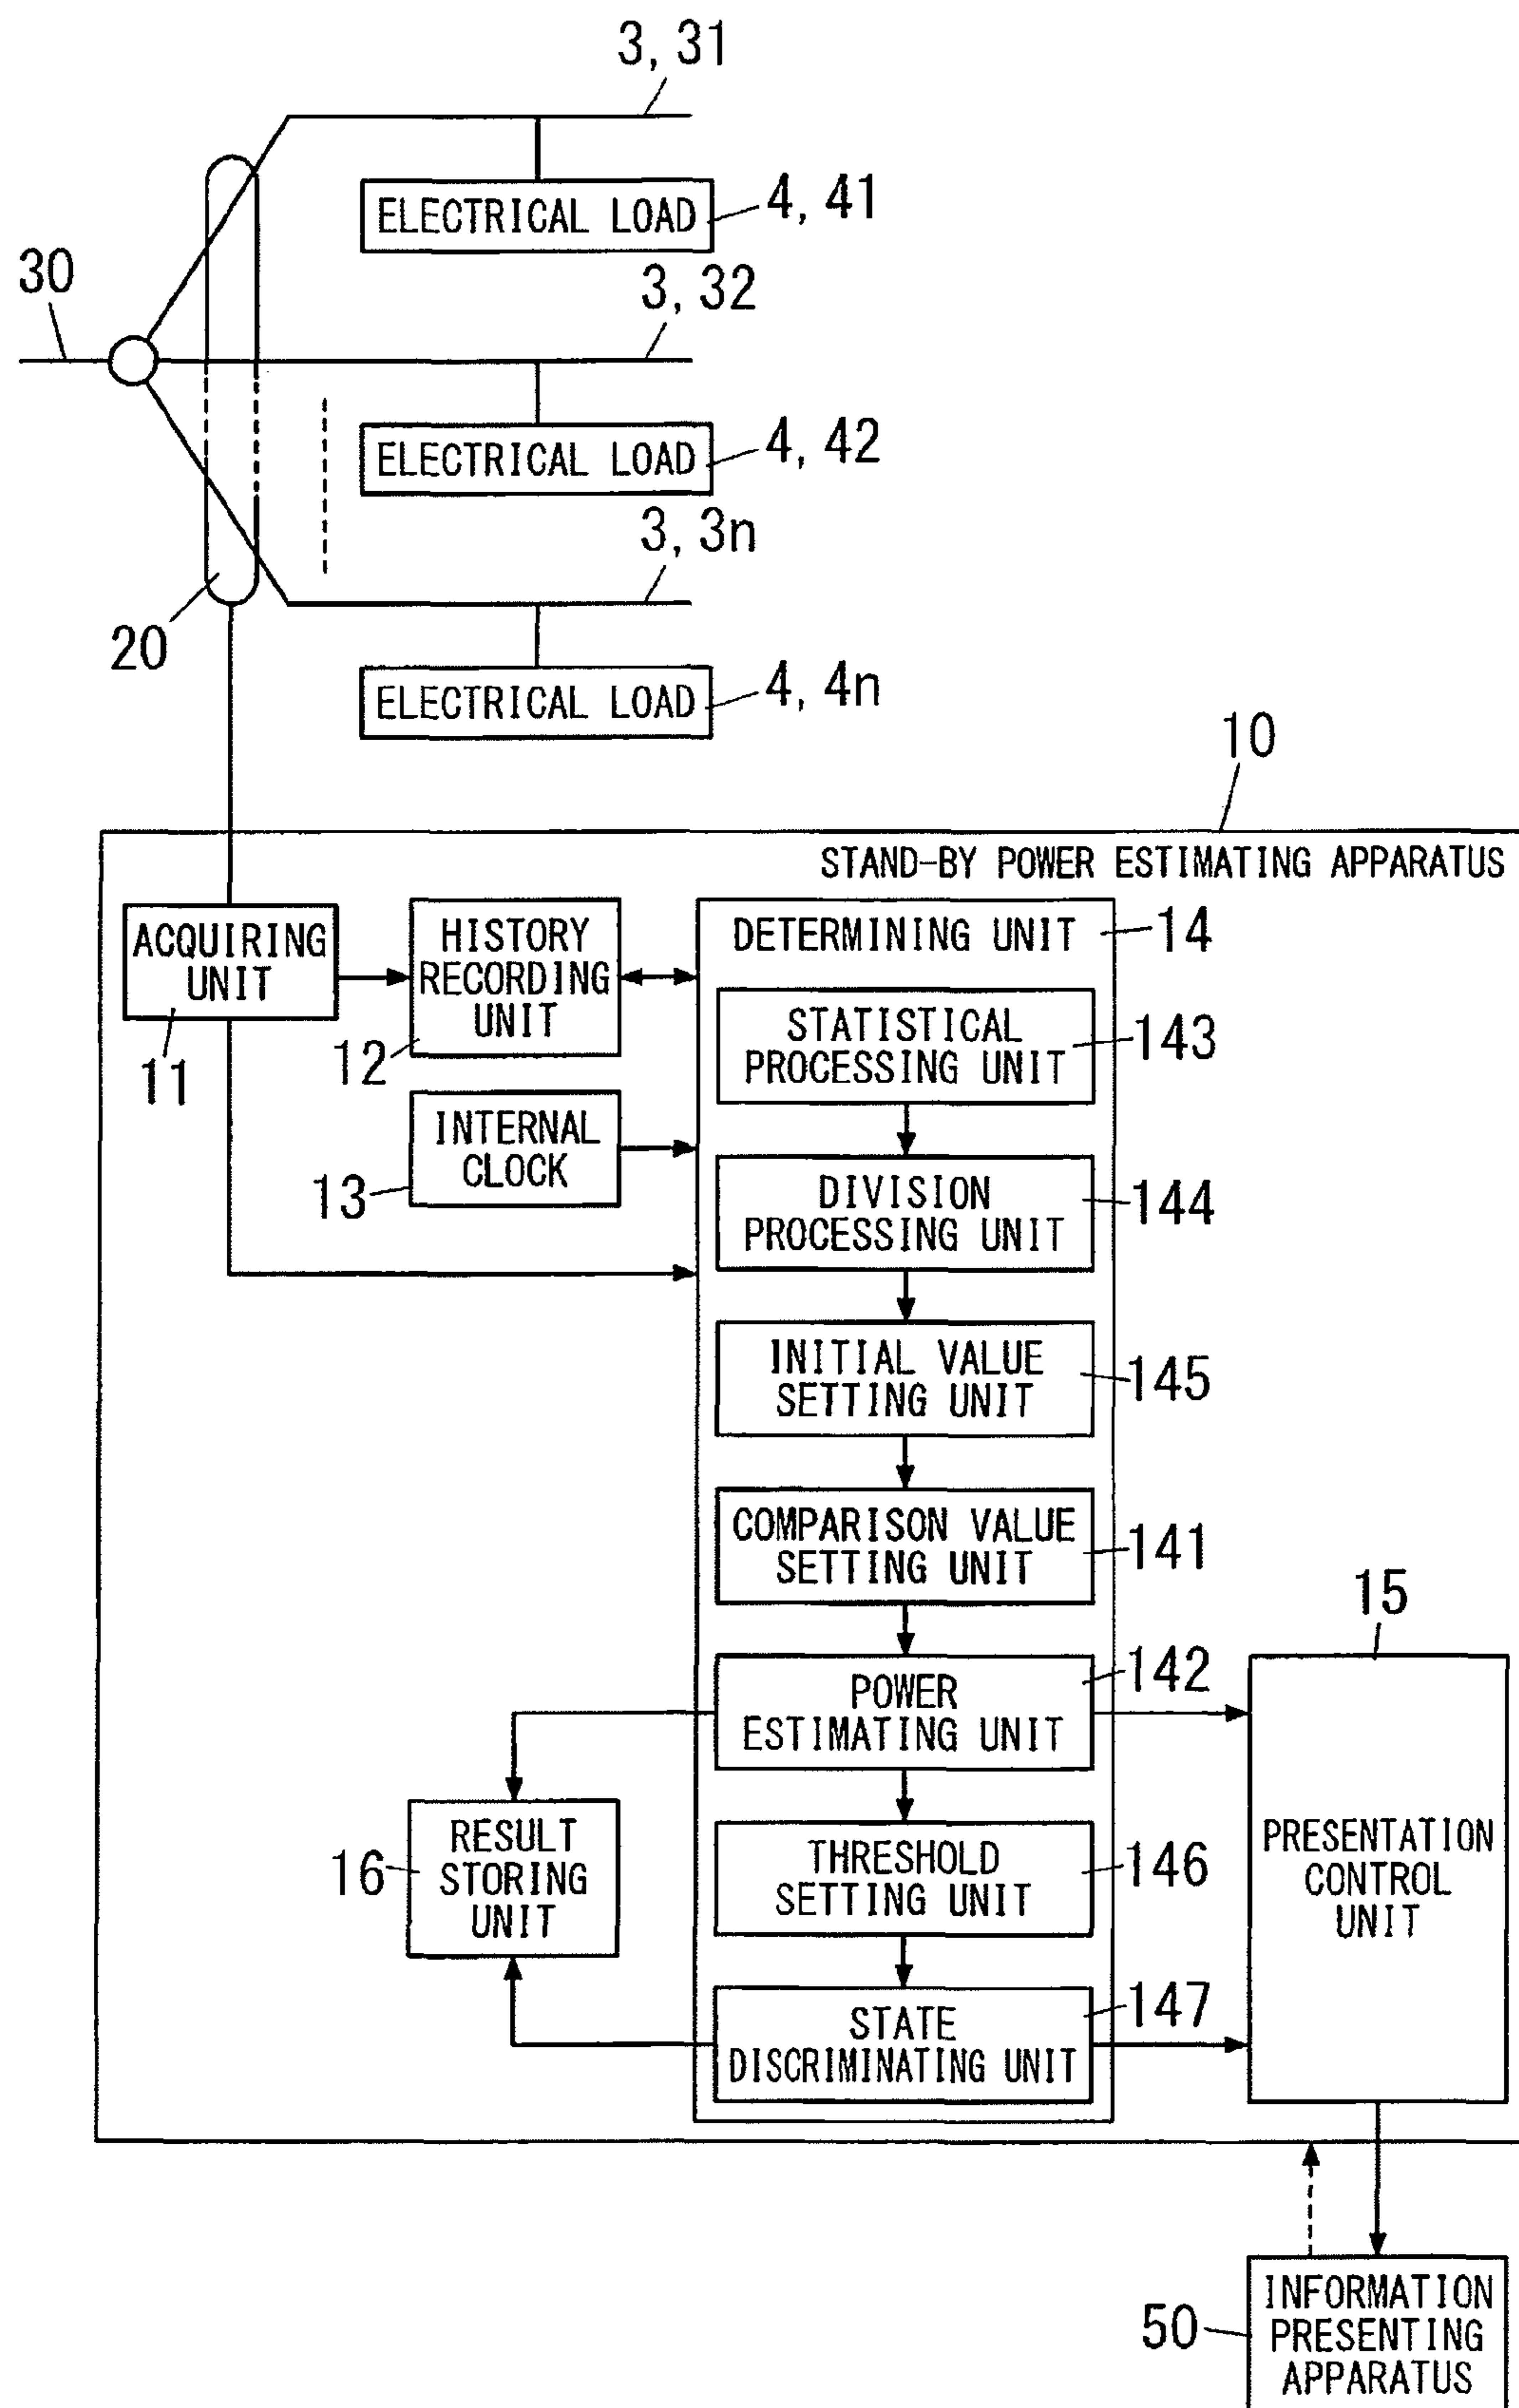 3, 31
ELECTRICAL LOAD
4, 41
30
3, 32
ELECTRICAL LOAD
4, 42
3, 3n
20
ELECTRICAL LOAD
4, 4n
10
STAND-BY POWER ESTIMATING APPARATUS
ACQUIRING
UNIT
11
HISTORY
RECORDING
UNIT
12
INTERNAL
CLOCK
13
DETERMINING UNIT
14
STATISTICAL
PROCESSING UNIT
143
DIVISION
PROCESSING UNIT
144
INITIAL VALUE
SETTING UNIT
145
COMPARISON VALUE
SETTING UNIT
141
POWER
ESTIMATING UNIT
142
15
RESULT
STORING
UNIT
16
THRESHOLD
SETTING UNIT
146
PRESENTATION
CONTROL
UNIT
STATE
DISCRIMINATING UNIT
147
INFORMATION
PRESENTING
APPARATUS
50